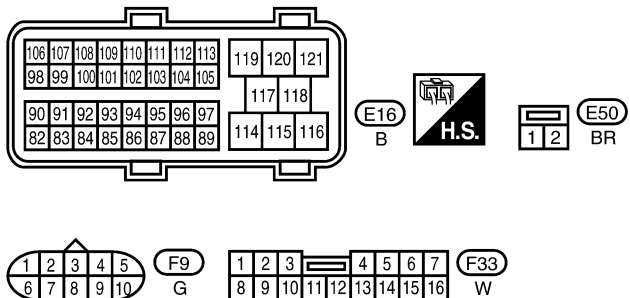 106 107 108 109 110 111 112 113 119 120 121
98 99 100 101 102 103 104 105
117 118
90 91 92 93 94 95 96 97
82 83 84 85 86 87 88 89 114 115 116
E16
B
H.S.
1 2
E50
BR
1 2 3 4 5
6 7 8 9 10
F9
G
1 2 3 4 5 6 7
8 9 10 11 12 13 14 15 16
F33
W